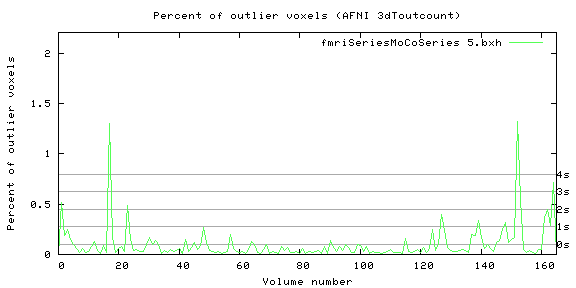 Percent of outlier voxels (AFNI 3dToutcount)
fmriSeriesMoCoSeries 5.bxh
Percent of outlier voxels
2
1.5
1
0.5
0
4s
3s
2s
1s
0s
0 20 40 60 80 100 120 140 160
Volume number